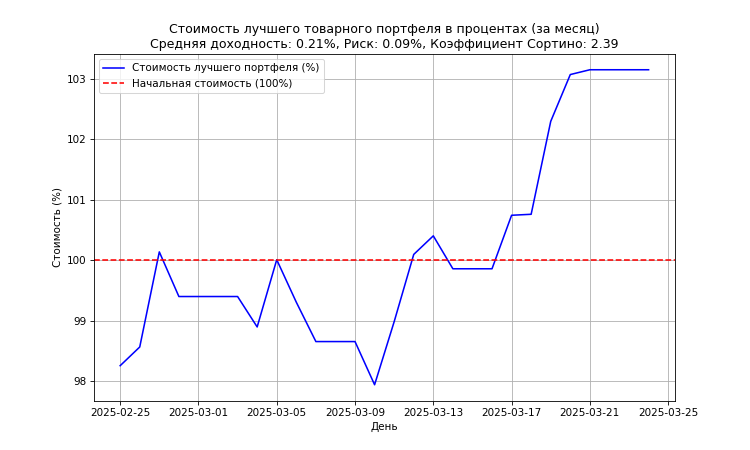 Стоимость лучшего товарного портфеля в процентах (за месяц)
Средняя доходность: 0.21%, Риск: 0.09%, Коэффициент Сортино: 2.39
Стоимость лучшего портфеля (%)
Начальная стоимость (100%)
Стоимость (%)
103
102
101
100
99
98
2025-02-25 2025-03-01 2025-03-05 2025-03-09 2025-03-13 2025-03-17 2025-03-21 2025-03-25
День